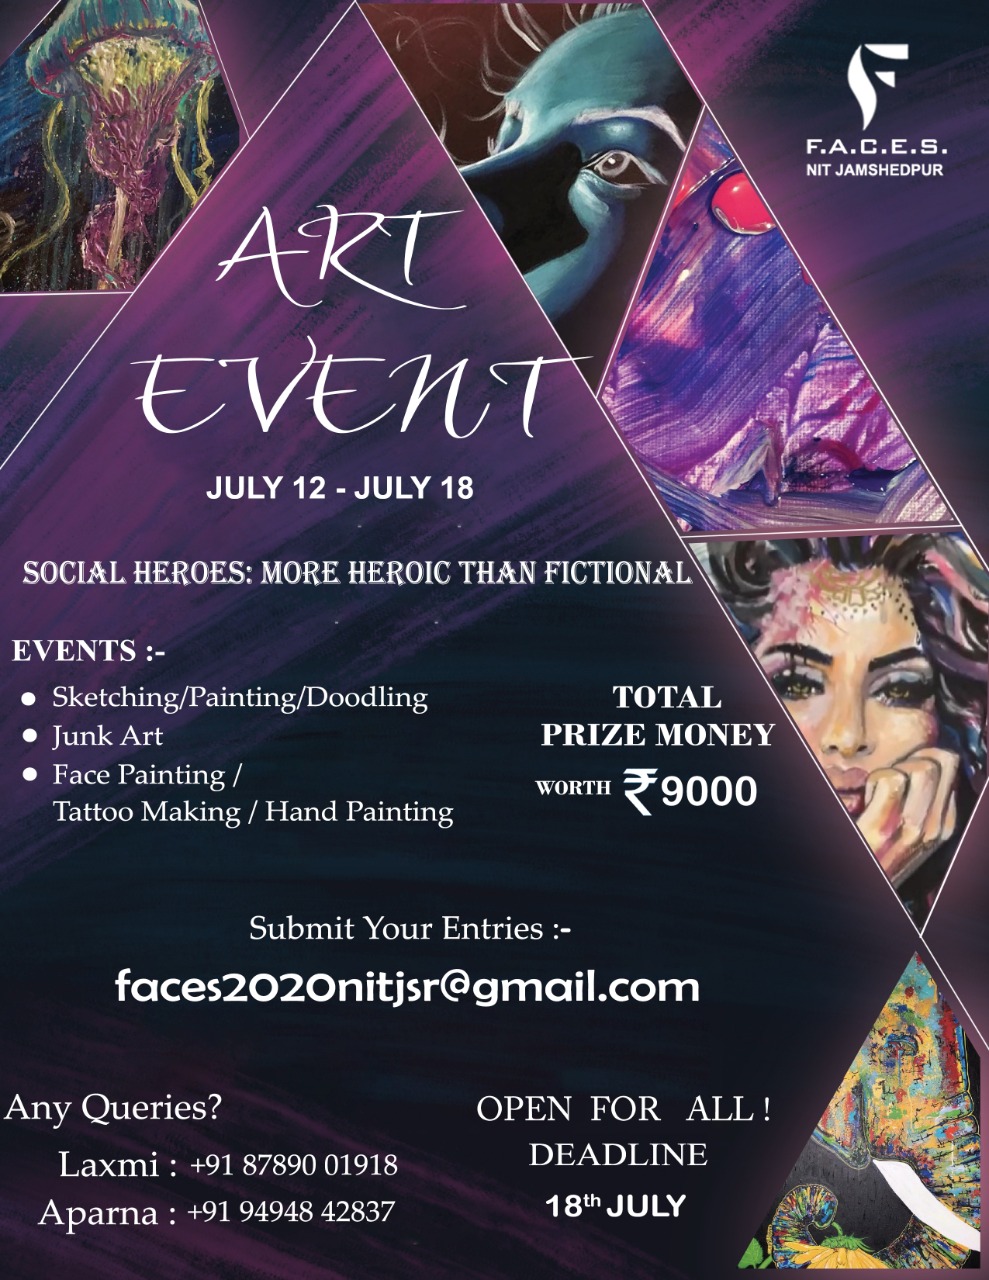 F.A.C.E.S.
NIT JAMSHEDPUR
ART
EVENT
JULY 12 - JULY 18
SOCIAL HEROES: MORE HEROIC THAN FICTIONAL
EVENTS :-
● Sketching/Painting/Doodling
● Junk Art
● Face Painting /
Tattoo Making / Hand Painting
TOTAL
PRIZE MONEY
WORTH ₹9000
Submit Your Entries :-
faces2020nitjsr@gmail.com
Any Queries?
Laxmi : +91 87890 01918
Aparna : +91 94948 42837
OPEN FOR ALL !
DEADLINE
18th JULY